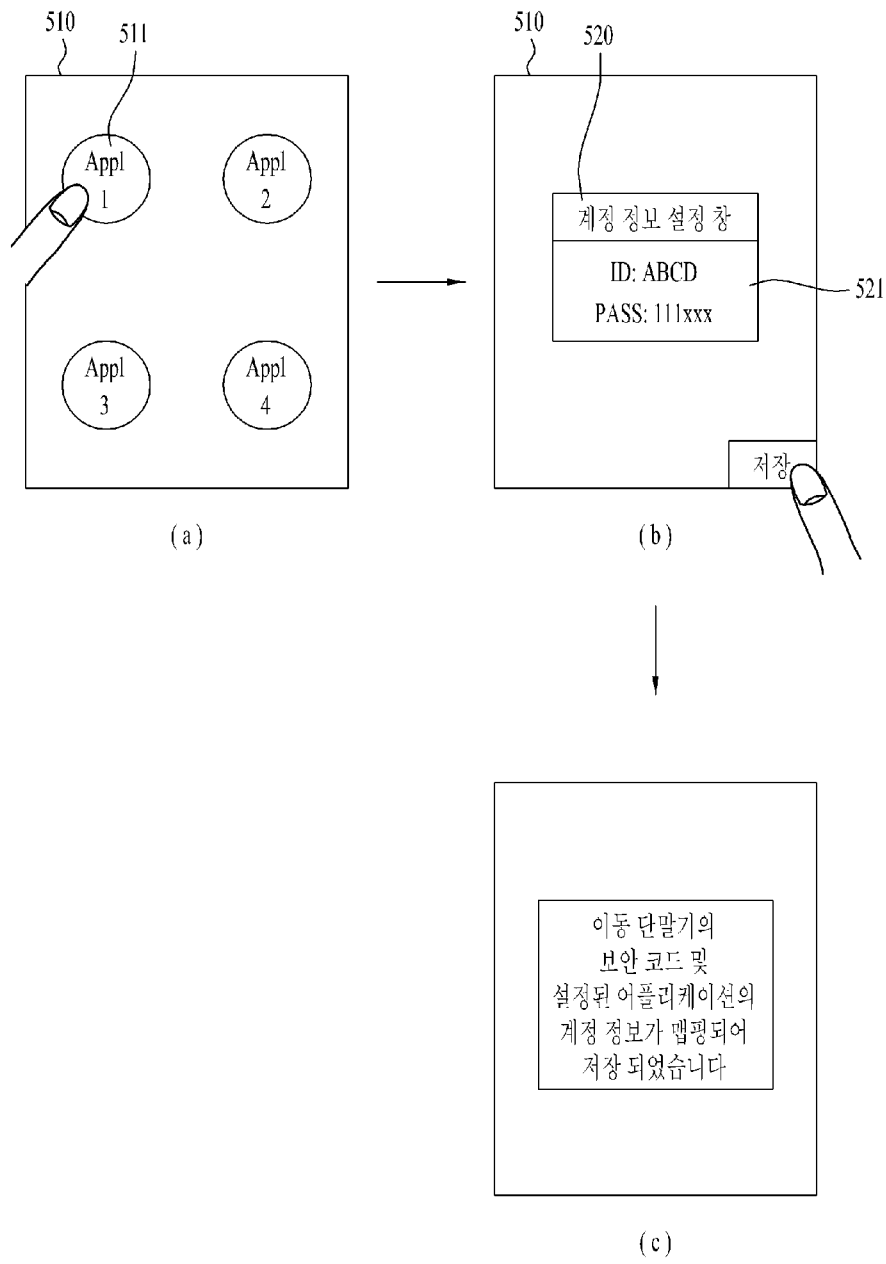 510
511
Appl
1
Appl
2
Appl
3
Appl
4
(a)
510
520
계정 정보 설정 창
ID: ABCD
PASS: 111xxx
521
저장
(b)
이동 단말기의
보안 코드 및
설정된 어플리케이션의
계정 정보가 맵핑되어
저장 되었습니다
(c)